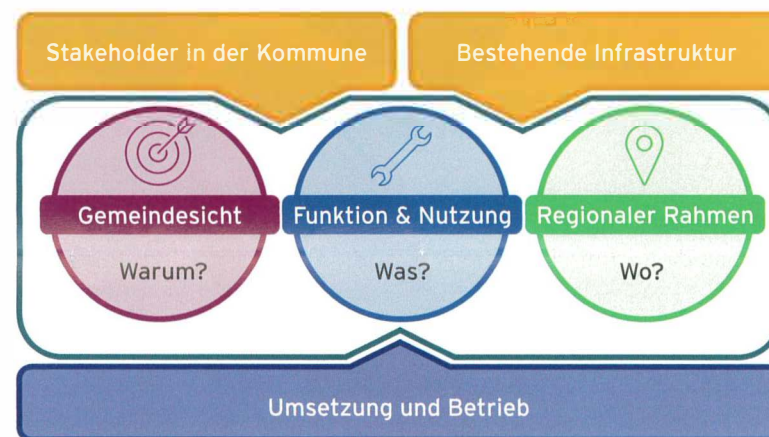 Stakeholder in der Kommune
Bestehende Infrastruktur
Gemeindesicht
Funktion & Nutzung
Regionaler Rahmen
Warum?
Was?
Wo?
Umsetzung und Betrieb